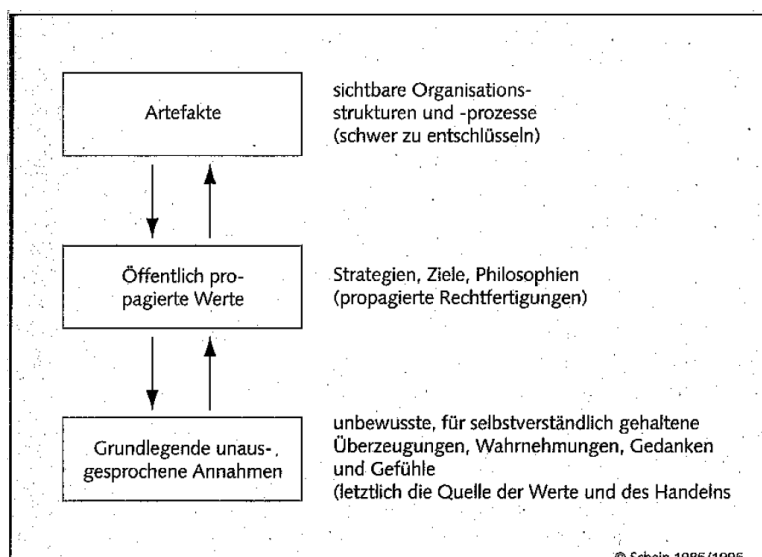 Artefakte
sichtbare Organisations-
strukturen und -prozesse
(schwer zu entschlüsseln)
Öffentlich pro-
pagierte Werte
Strategien, Ziele, Philosophien
(propagierte Rechtfertigungen)
Grundlegende unaus-
gesprochene Annahmen
unbewusste, für selbstverständlich gehaltene
Überzeugungen, Wahrnehmungen, Gedanken
und Gefühle
(letztlich die Quelle der Werte und des Handelns
© Schein